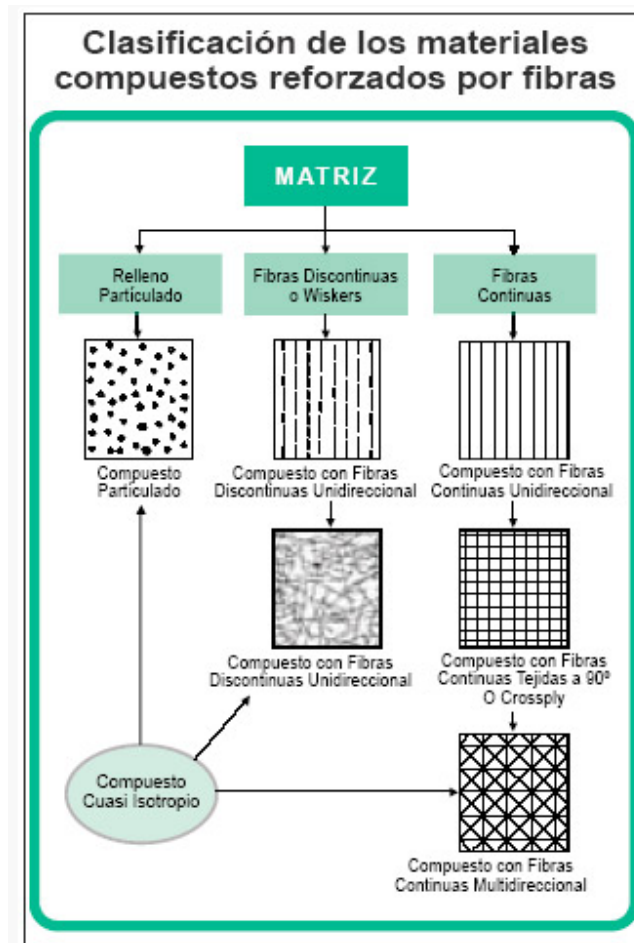 Clasificación de los materiales
compuestos reforzados por fibras
MATRIZ
Relleno
Partículado
Fibras Discontinuas
o Wiskers
Fibras
Continuas
Compuesto
Particulado
Compuesto con Fibras
Discontinuas Unidireccional
Compuesto con Fibras
Continuas Unidireccional
Compuesto con Fibras
Discontinuas Unidireccional
Compuesto con Fibras
Continuas Tejidas a 90º
O Crossply
Compuesto
Cuasi Isotropio
Compuesto con Fibras
Continuas Multidireccional